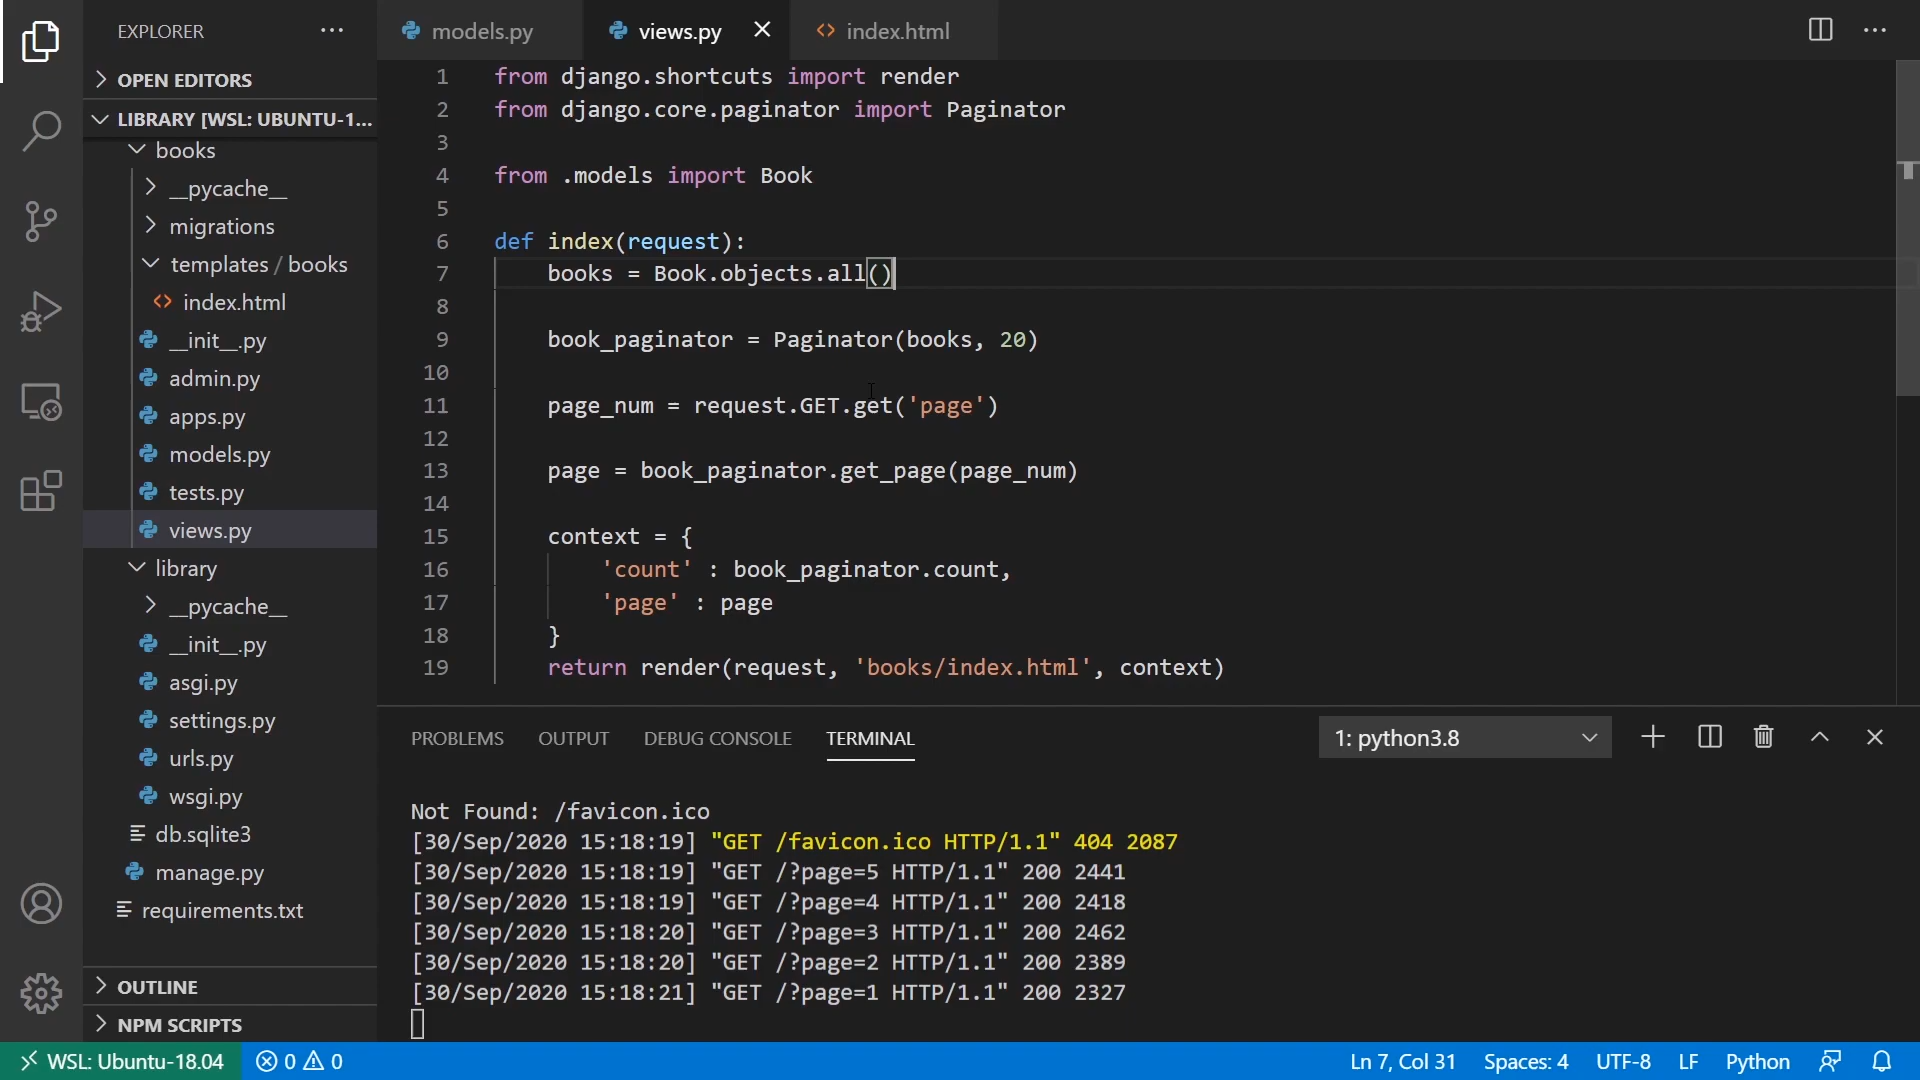 EXPLORER
OPEN EDITORS
LIBRARY [WSL: UBUNTU-1...
books
__pycache__
migrations
templates / books
index.html
__init__.py
admin.py
apps.py
models.py
tests.py
views.py
library
__pycache__
__init__.py
asgi.py
settings.py
urls.py
wsgi.py
db.sqlite3
manage.py
requirements.txt
OUTLINE
NPM SCRIPTS
models.py views.py index.html
1 from django.shortcuts import render
2 from django.core.paginator import Paginator
3
4 from .models import Book
5
6 def index(request):
7 books = Book.objects.all()
8
9 book_paginator = Paginator(books, 20)
10
11 page_num = request.GET.get('page')
12
13 page = book_paginator.get_page(page_num)
14
15 context = {
16 'count' : book_paginator.count,
17 'page' : page
18 }
19 return render(request, 'books/index.html', context)
PROBLEMS OUTPUT DEBUG CONSOLE TERMINAL 1: python3.8
Not Found: /favicon.ico
[30/Sep/2020 15:18:19] "GET /favicon.ico HTTP/1.1" 404 2087
[30/Sep/2020 15:18:19] "GET /?page=5 HTTP/1.1" 200 2441
[30/Sep/2020 15:18:19] "GET /?page=4 HTTP/1.1" 200 2418
[30/Sep/2020 15:18:20] "GET /?page=3 HTTP/1.1" 200 2462
[30/Sep/2020 15:18:20] "GET /?page=2 HTTP/1.1" 200 2389
[30/Sep/2020 15:18:21] "GET /?page=1 HTTP/1.1" 200 2327
WSL: Ubuntu-18.04 0 0 Ln 7, Col 31 Spaces: 4 UTF-8 LF Python